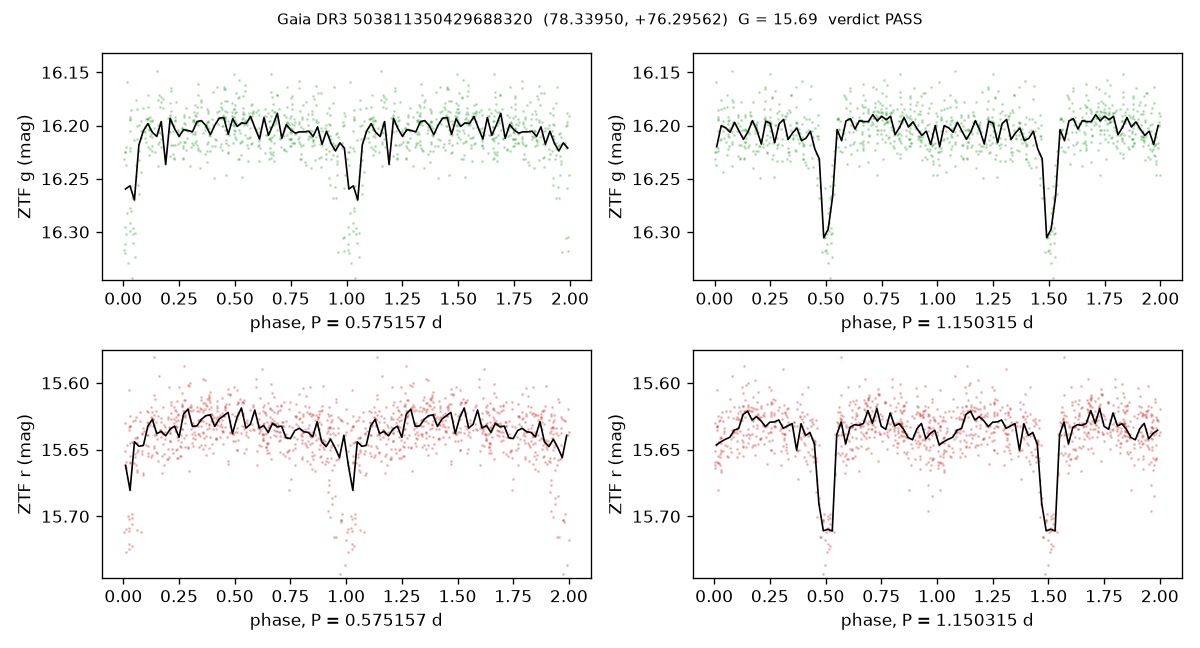 Gaia DR3 503811350429688320  (78.33950, +76.29562)  G = 15.69  verdict PASS
ZTF g (mag)
16.15
16.20
16.25
16.30
0.00 0.25 0.50 0.75 1.00 1.25 1.50 1.75 2.00
phase, P = 0.575157 d
ZTF g (mag)
16.15
16.20
16.25
16.30
0.00 0.25 0.50 0.75 1.00 1.25 1.50 1.75 2.00
phase, P = 1.150315 d
ZTF r (mag)
15.60
15.65
15.70
0.00 0.25 0.50 0.75 1.00 1.25 1.50 1.75 2.00
phase, P = 0.575157 d
ZTF r (mag)
15.60
15.65
15.70
0.00 0.25 0.50 0.75 1.00 1.25 1.50 1.75 2.00
phase, P = 1.150315 d